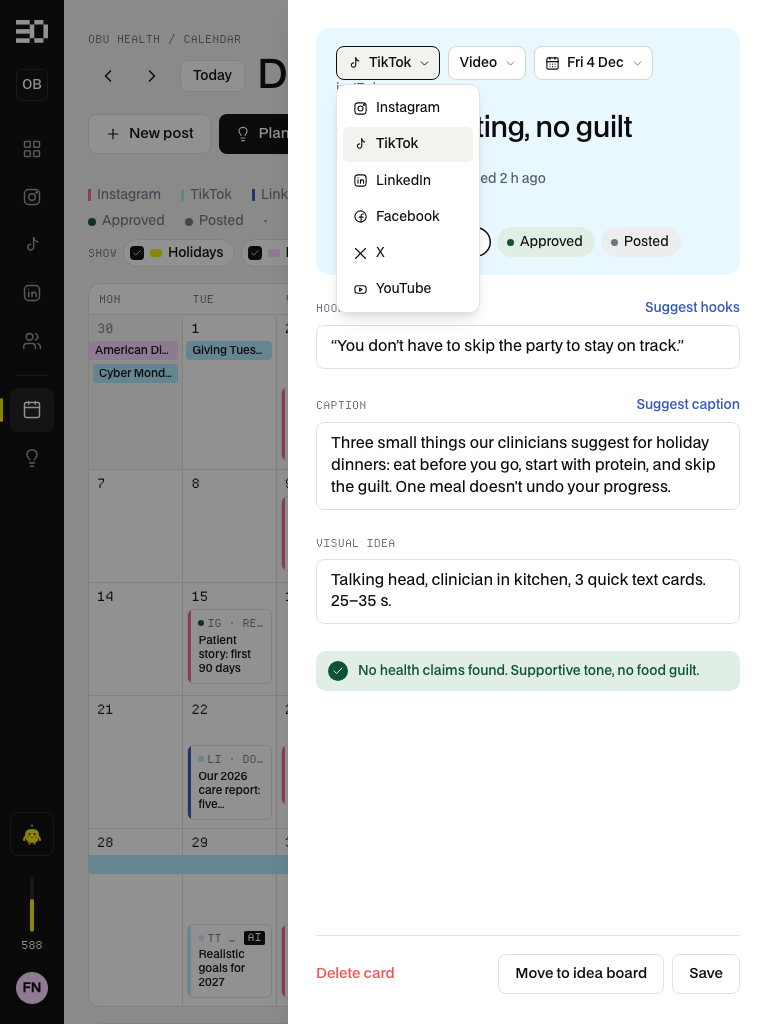 OBU HEALTH / CALENDAR
OB
Today
New post
Plan
Instagram
TikTok
Approved
Posted
SHOW
Holidays
MON
TUE
30
1
American Di…
Giving Tues…
Cyber Mond…
7
8
14
15
IG · RE…
Patient
story: first
90 days
21
22
LI · DO…
Our 2026
care report:
five…
28
29
TT …
AI
Realistic
goals for
2027
588
FN
TikTok
Video
Fri 4 Dec
Instagram
TikTok
LinkedIn
Facebook
X
YouTube
no guilt
2 h ago
Approved
Posted
Suggest hooks
“You don’t have to skip the party to stay on track.”
CAPTION
Suggest caption
Three small things our clinicians suggest for holiday
dinners: eat before you go, start with protein, and skip
the guilt. One meal doesn’t undo your progress.
VISUAL IDEA
Talking head, clinician in kitchen, 3 quick text cards.
25–35 s.
No health claims found. Supportive tone, no food guilt.
Delete card
Move to idea board
Save